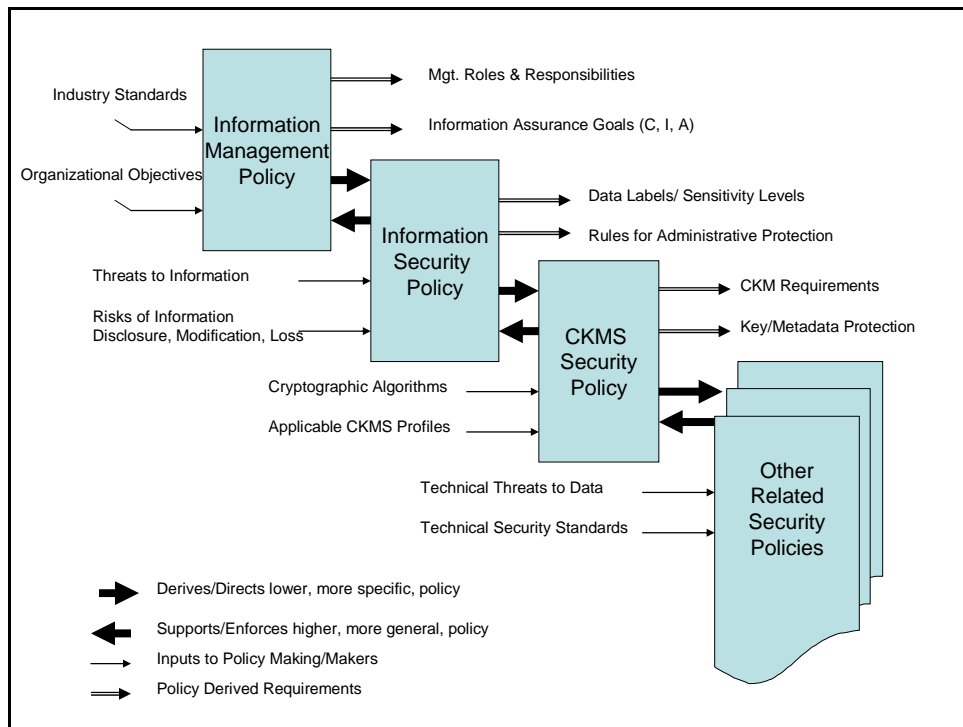 Mgt. Roles & Responsibilities
Industry Standards
Information
Management
Policy
Information Assurance Goals (C, I, A)
Organizational Objectives
Data Labels/ Sensitivity Levels
Information
Security
Policy
Rules for Administrative Protection
Threats to Information
CKM Requirements
Risks of Information
Disclosure, Modification, Loss
CKMS
Security
Policy
Key/Metadata Protection
Cryptographic Algorithms
Applicable CKMS Profiles
Other
Related
Security
Policies
Technical Threats to Data
Technical Security Standards
Derives/Directs lower, more specific, policy
Supports/Enforces higher, more general, policy
Inputs to Policy Making/Makers
Policy Derived Requirements